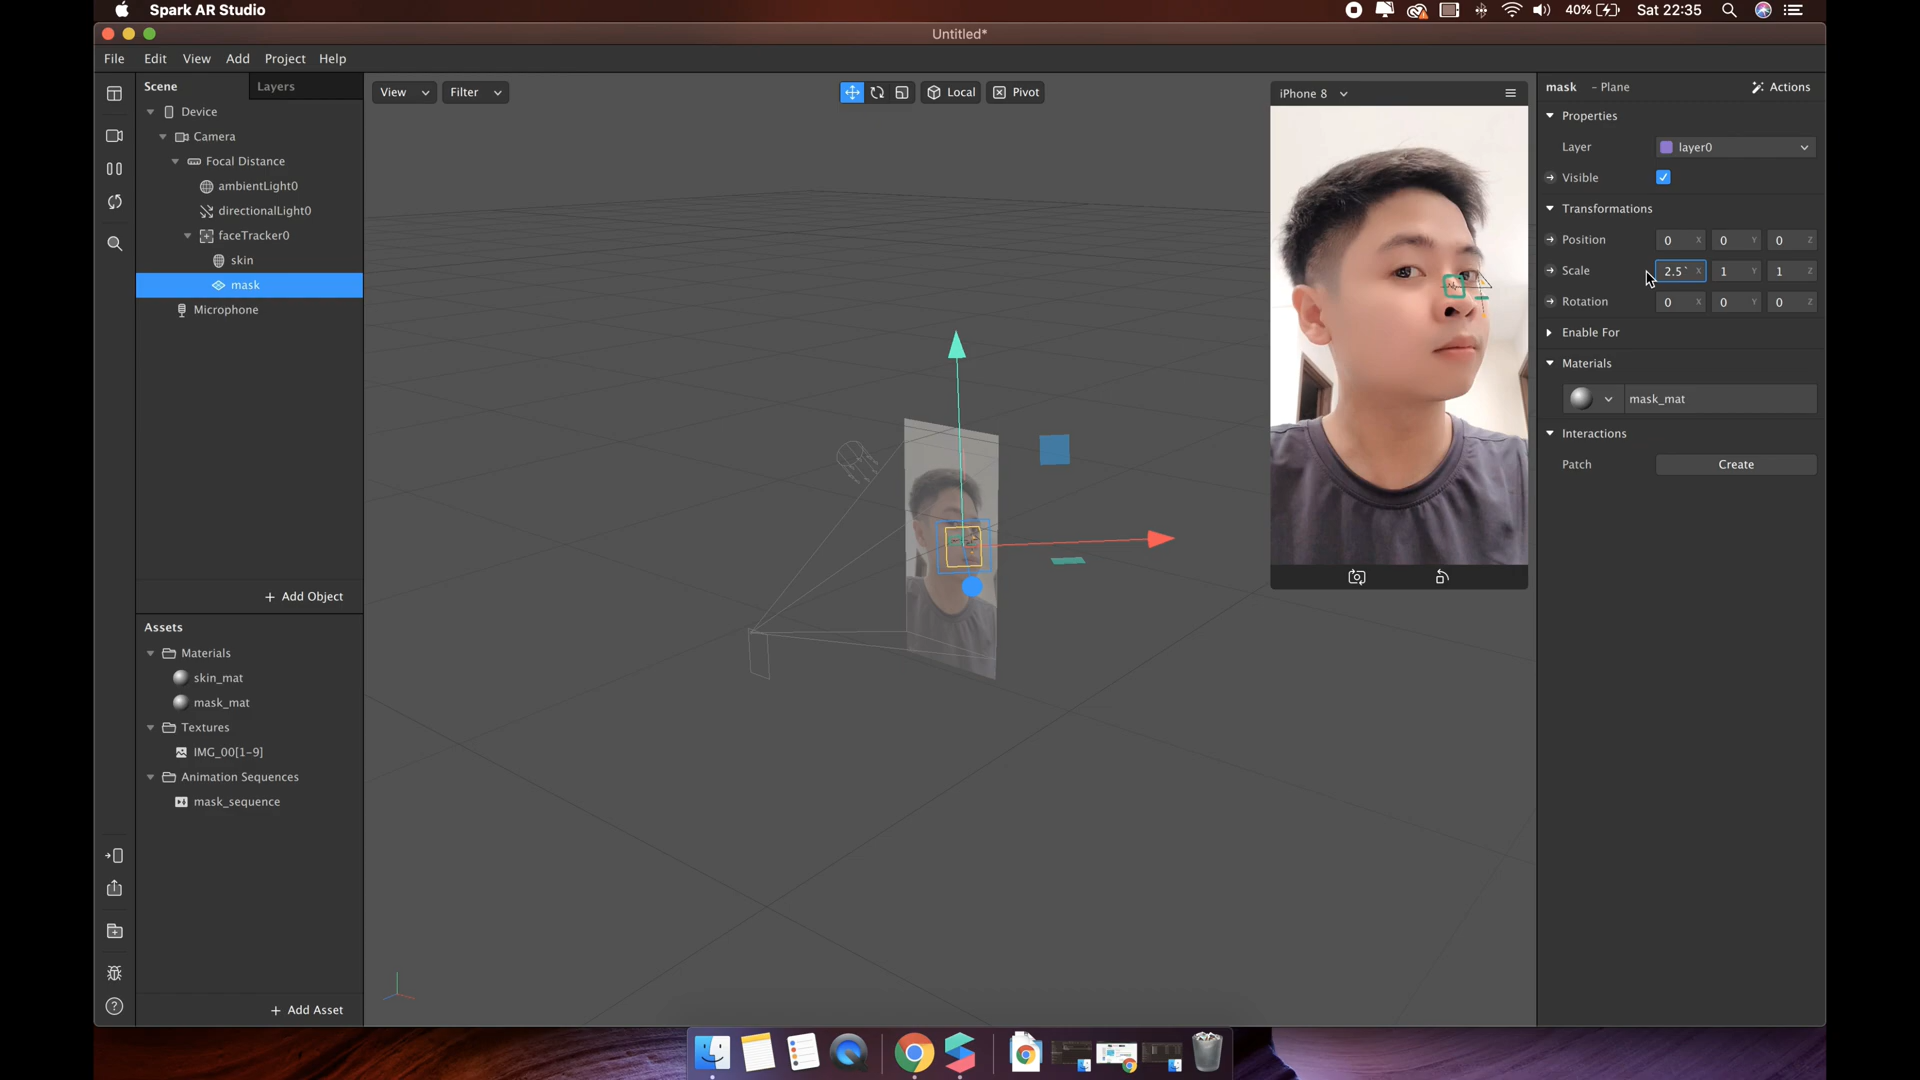 Spark AR Studio
40%
Sat 22:35
Untitled*
File
Edit
View
Add
Project
Help
Scene
Layers
Device
Camera
Focal Distance
ambientLight0
directionalLight0
faceTracker0
skin
mask
Microphone
+ Add Object
Assets
Materials
skin_mat
mask_mat
Textures
IMG_00[1-9]
Animation Sequences
mask_sequence
+ Add Asset
View
Filter
Local
Pivot
iPhone 8
mask - Plane
Actions
Properties
Layer
layer0
Visible
Transformations
Position
0 X 0 Y 0 Z
Scale
2.5` X 1 Y 1 Z
Rotation
0 X 0 Y 0 Z
Enable For
Materials
mask_mat
Interactions
Patch
Create